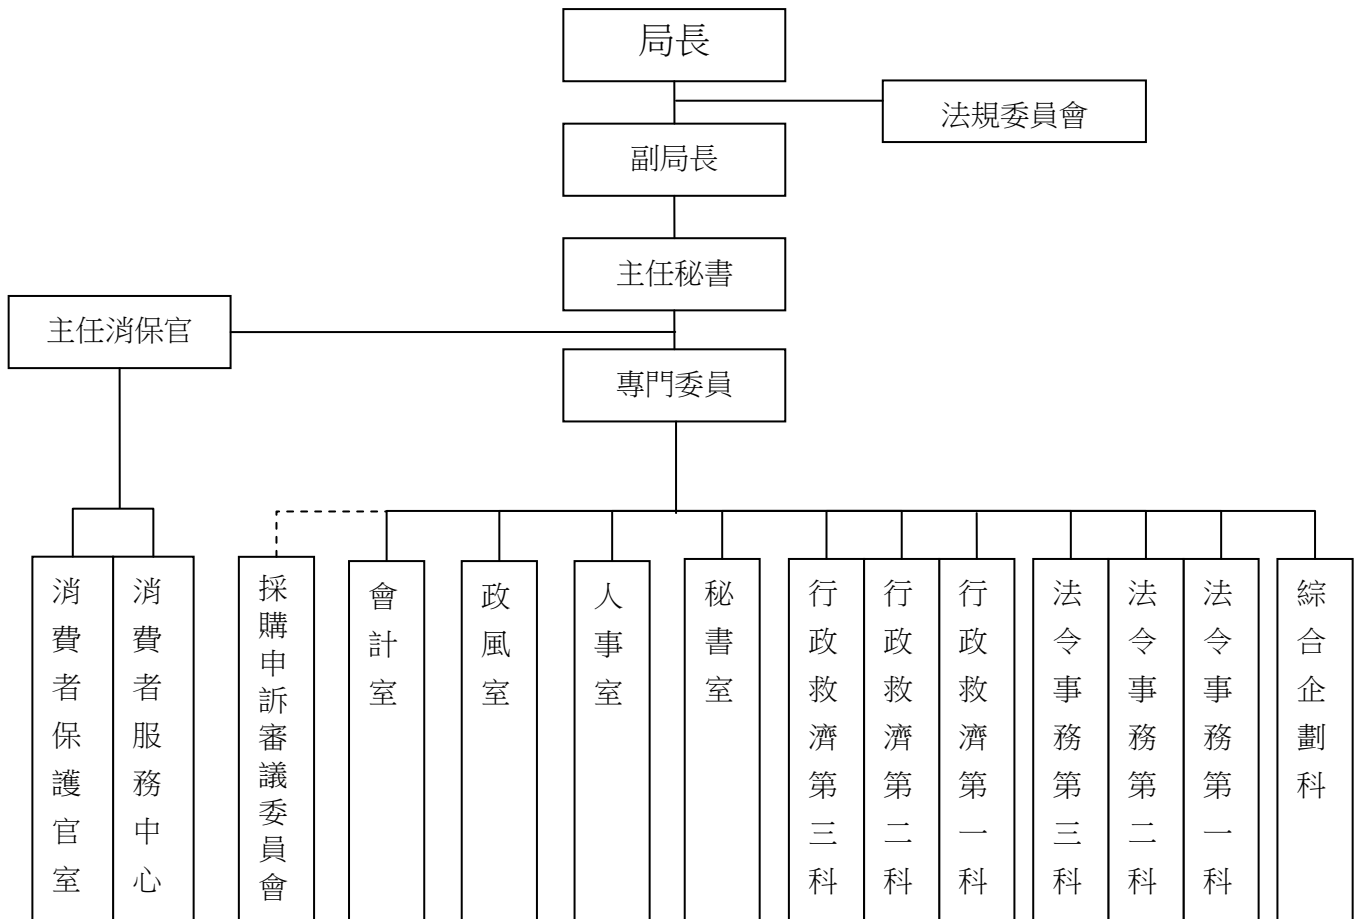 局長
法規委員會
副局長
主任秘書
主任消保官
專門委員
消費者保護官室
消費者服務中心
採購申訴審議委員會
會計室
政風室
人事室
秘書室
行政救濟第三科
行政救濟第二科
行政救濟第一科
法令事務第三科
法令事務第二科
法令事務第一科
綜合企劃科